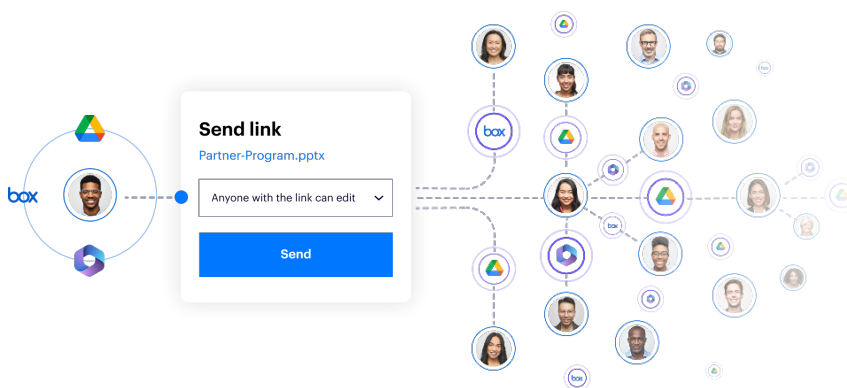 box
Send link
Partner-Program.pptx
Anyone with the link can edit
Send
box
box
box
box